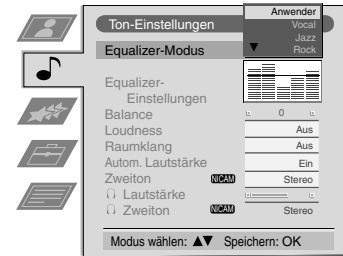 Ton-Einstellungen
Anwender
Vocal
Jazz
▼ Rock
Equalizer-Modus
Equalizer-
Einstellungen
Balance 0
Loudness Aus
Raumklang Aus
Autom. Lautstärke Ein
Zweiton NICAM Stereo
Lautstärke
Zweiton NICAM Stereo
Modus wählen: ▲▼ Speichern: OK